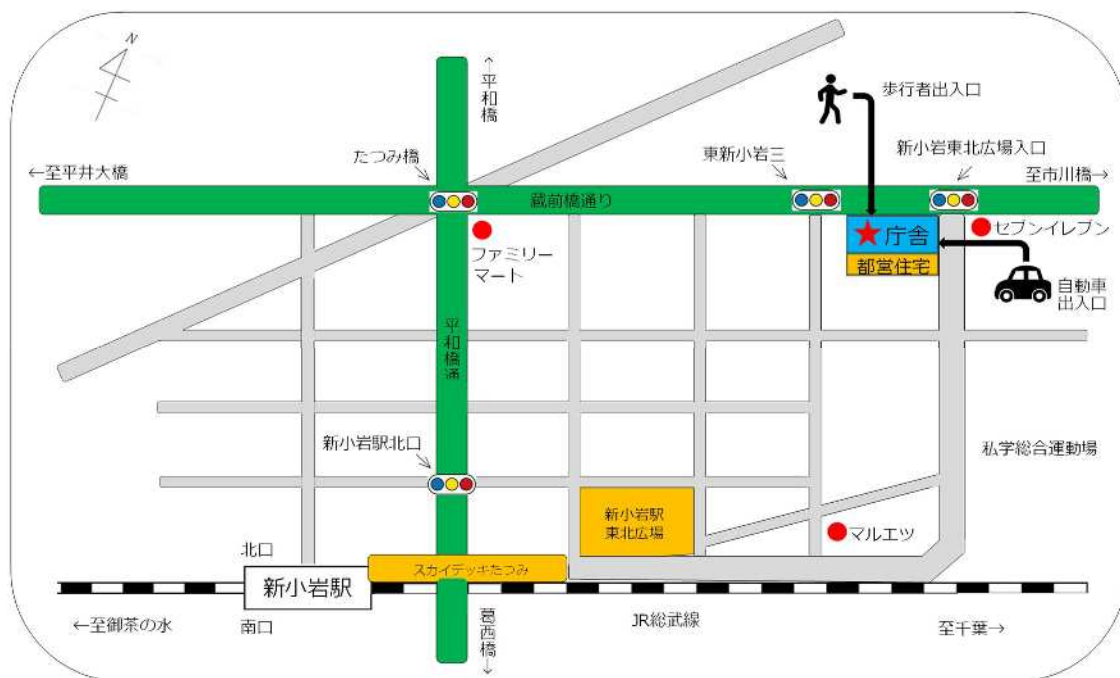 N
↑平和橋
歩行者出入口
たつみ橋
東新小岩三
新小岩東北広場入口
←至平井大橋
至市川橋→
蔵前橋通り
ファミリー
マート
★庁舎
セブンイレブン
都営住宅
自動車
出入口
平和橋通
新小岩駅北口
私学総合運動場
新小岩駅
東北広場
マルエツ
北口
スカイデッキたつみ
新小岩駅
南口
←至御茶の水
葛西橋↓
JR総武線
至千葉→